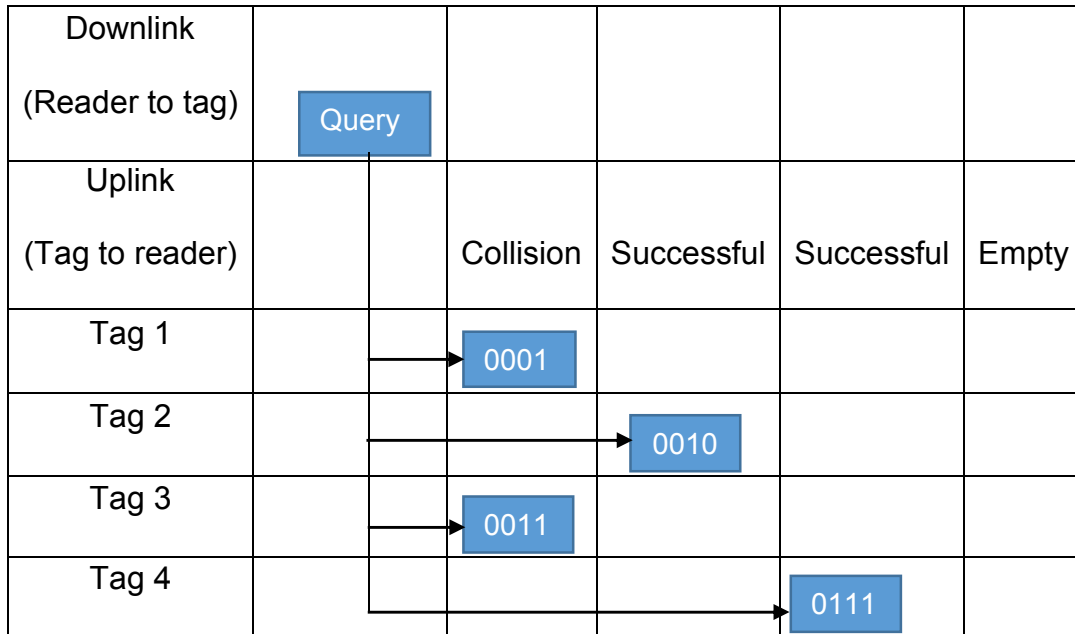 Downlink
(Reader to tag)
Query
Uplink
(Tag to reader)
Collision
Successful
Successful
Empty
Tag 1
0001
Tag 2
0010
Tag 3
0011
Tag 4
0111